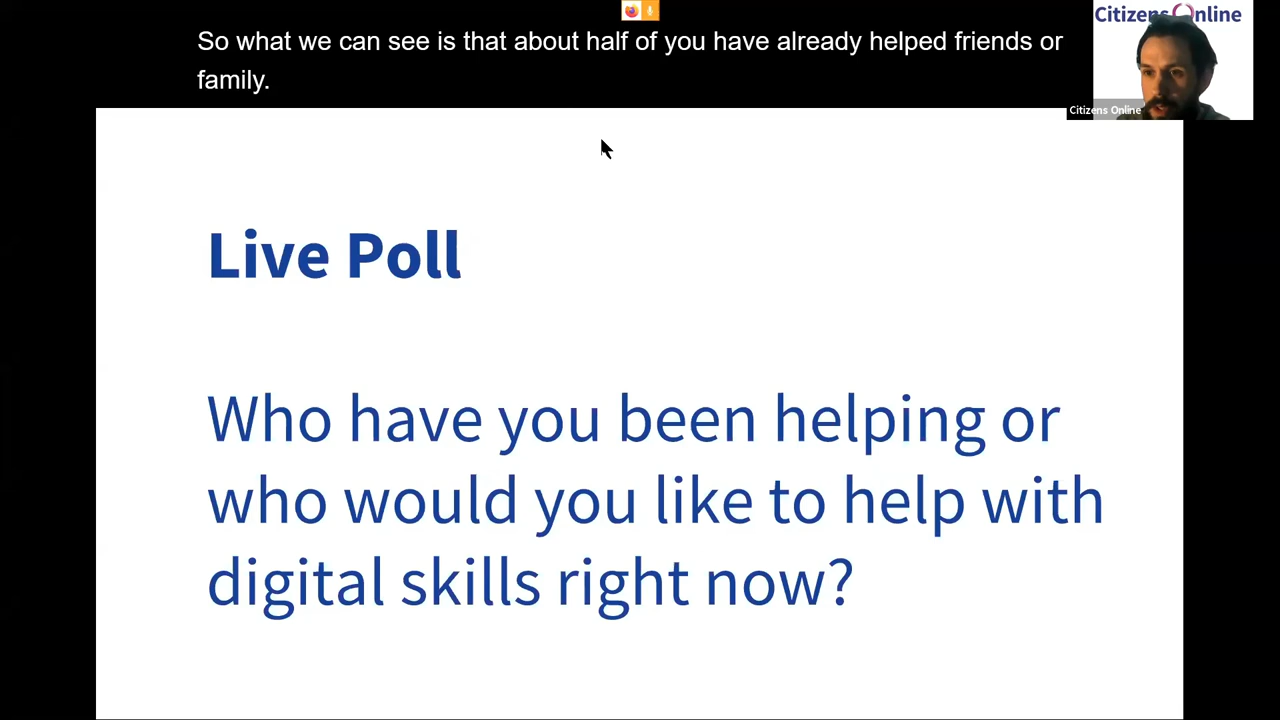 So what we can see is that about half of you have already helped friends or
family.
Citizens Online
Citizens Online
Live Poll
Who have you been helping or
who would you like to help with
digital skills right now?